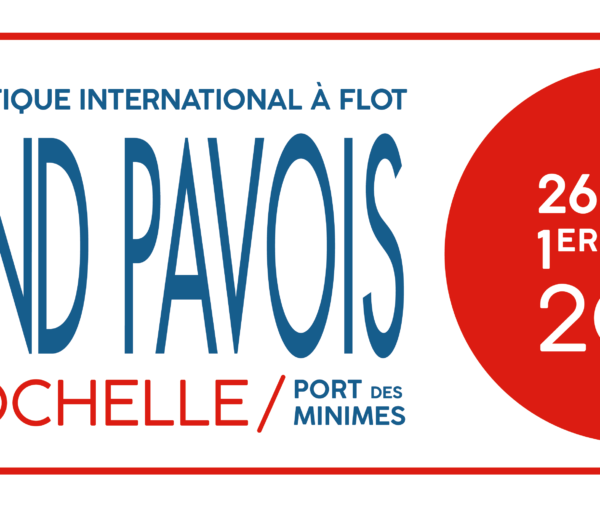 TIQUE INTERNATIONAL À FLOT
ND PAVOIS
OCHELLE / PORT DES
MINIMES
26
1ER
20